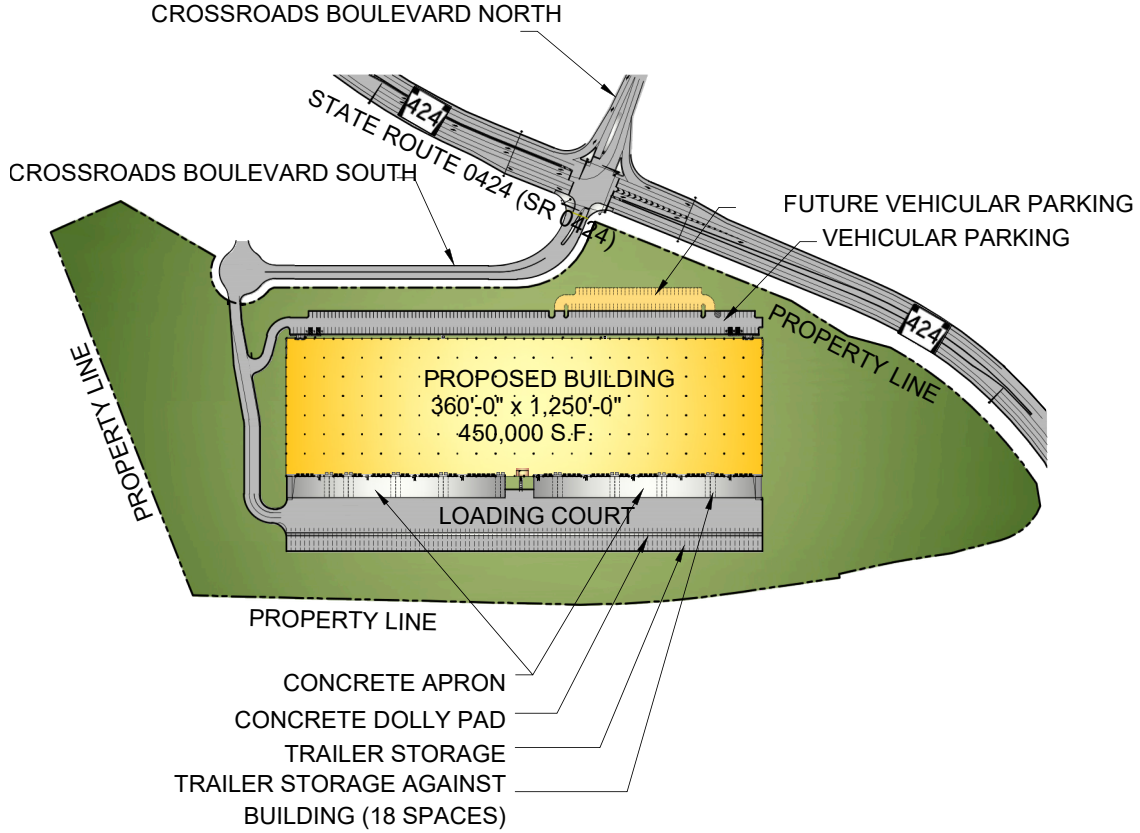 CROSSROADS BOULEVARD NORTH
424
STATE ROUTE 0424 (SR 0424)
CROSSROADS BOULEVARD SOUTH
FUTURE VEHICULAR PARKING
VEHICULAR PARKING
424
PROPERTY LINE
PROPERTY LINE
PROPOSED BUILDING
360'-0" x 1,250'-0"
450,000 S.F.
LOADING COURT
PROPERTY LINE
CONCRETE APRON
CONCRETE DOLLY PAD
TRAILER STORAGE
TRAILER STORAGE AGAINST
BUILDING (18 SPACES)